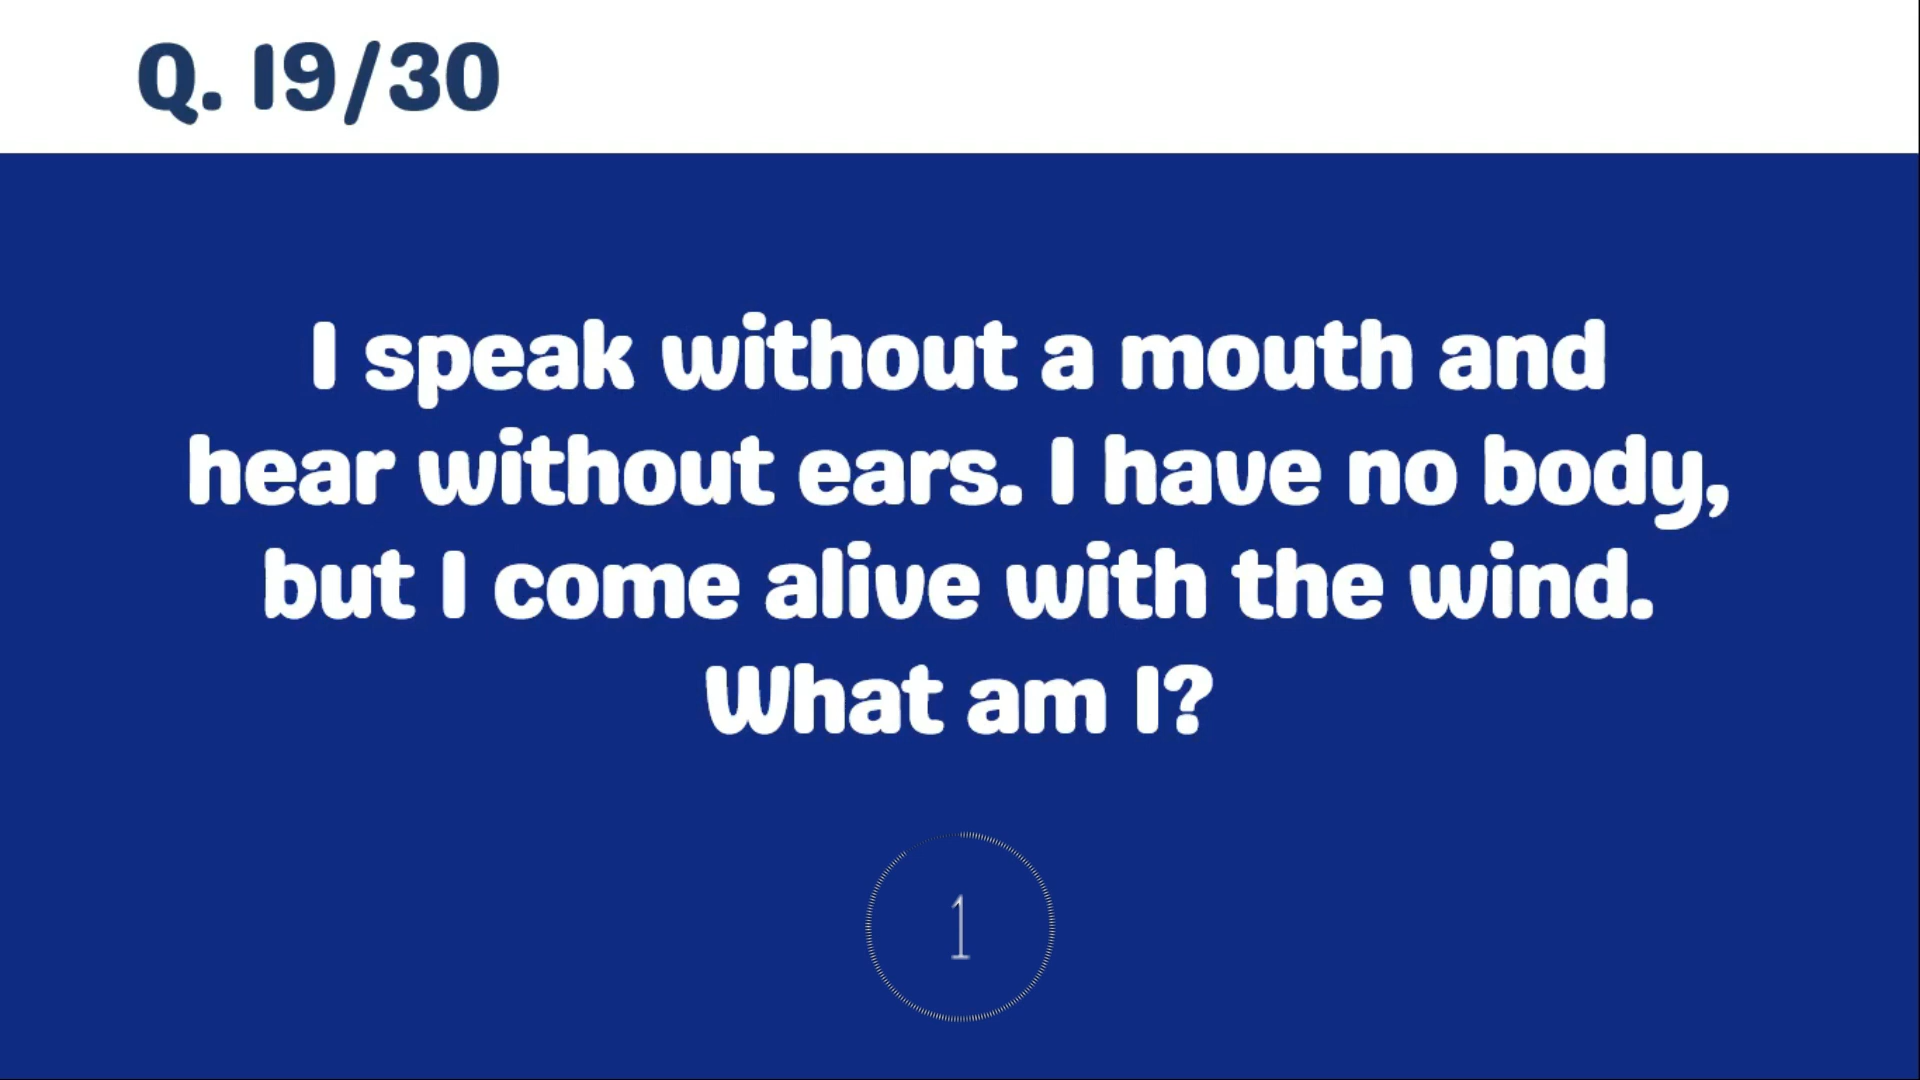 Q. 19/30
I speak without a mouth and
hear without ears. I have no body,
but I come alive with the wind.
What am I?
1